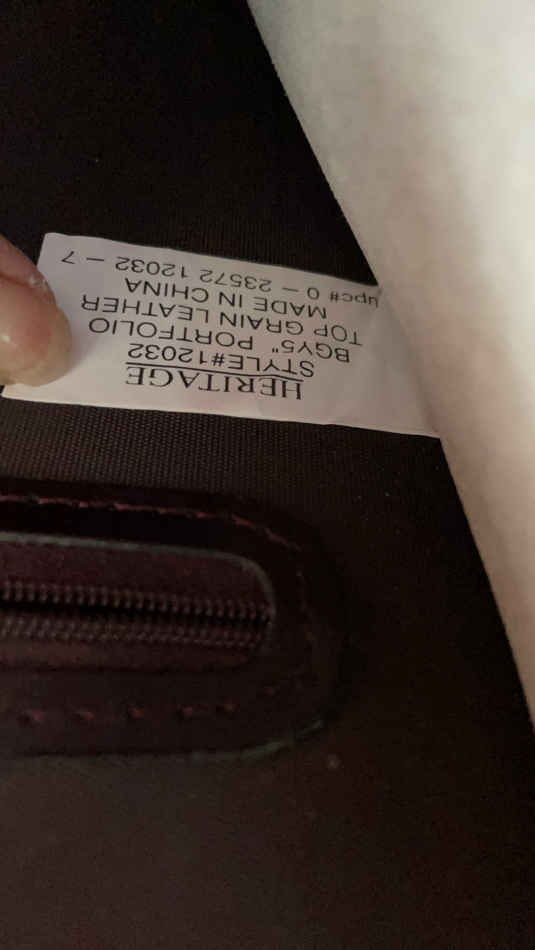 HERITAGE
STYLE#12032
BGY5" PORTFOLIO
TOP GRAIN LEATHER
MADE IN CHINA
upc# 0 - 23572 12032 - 7